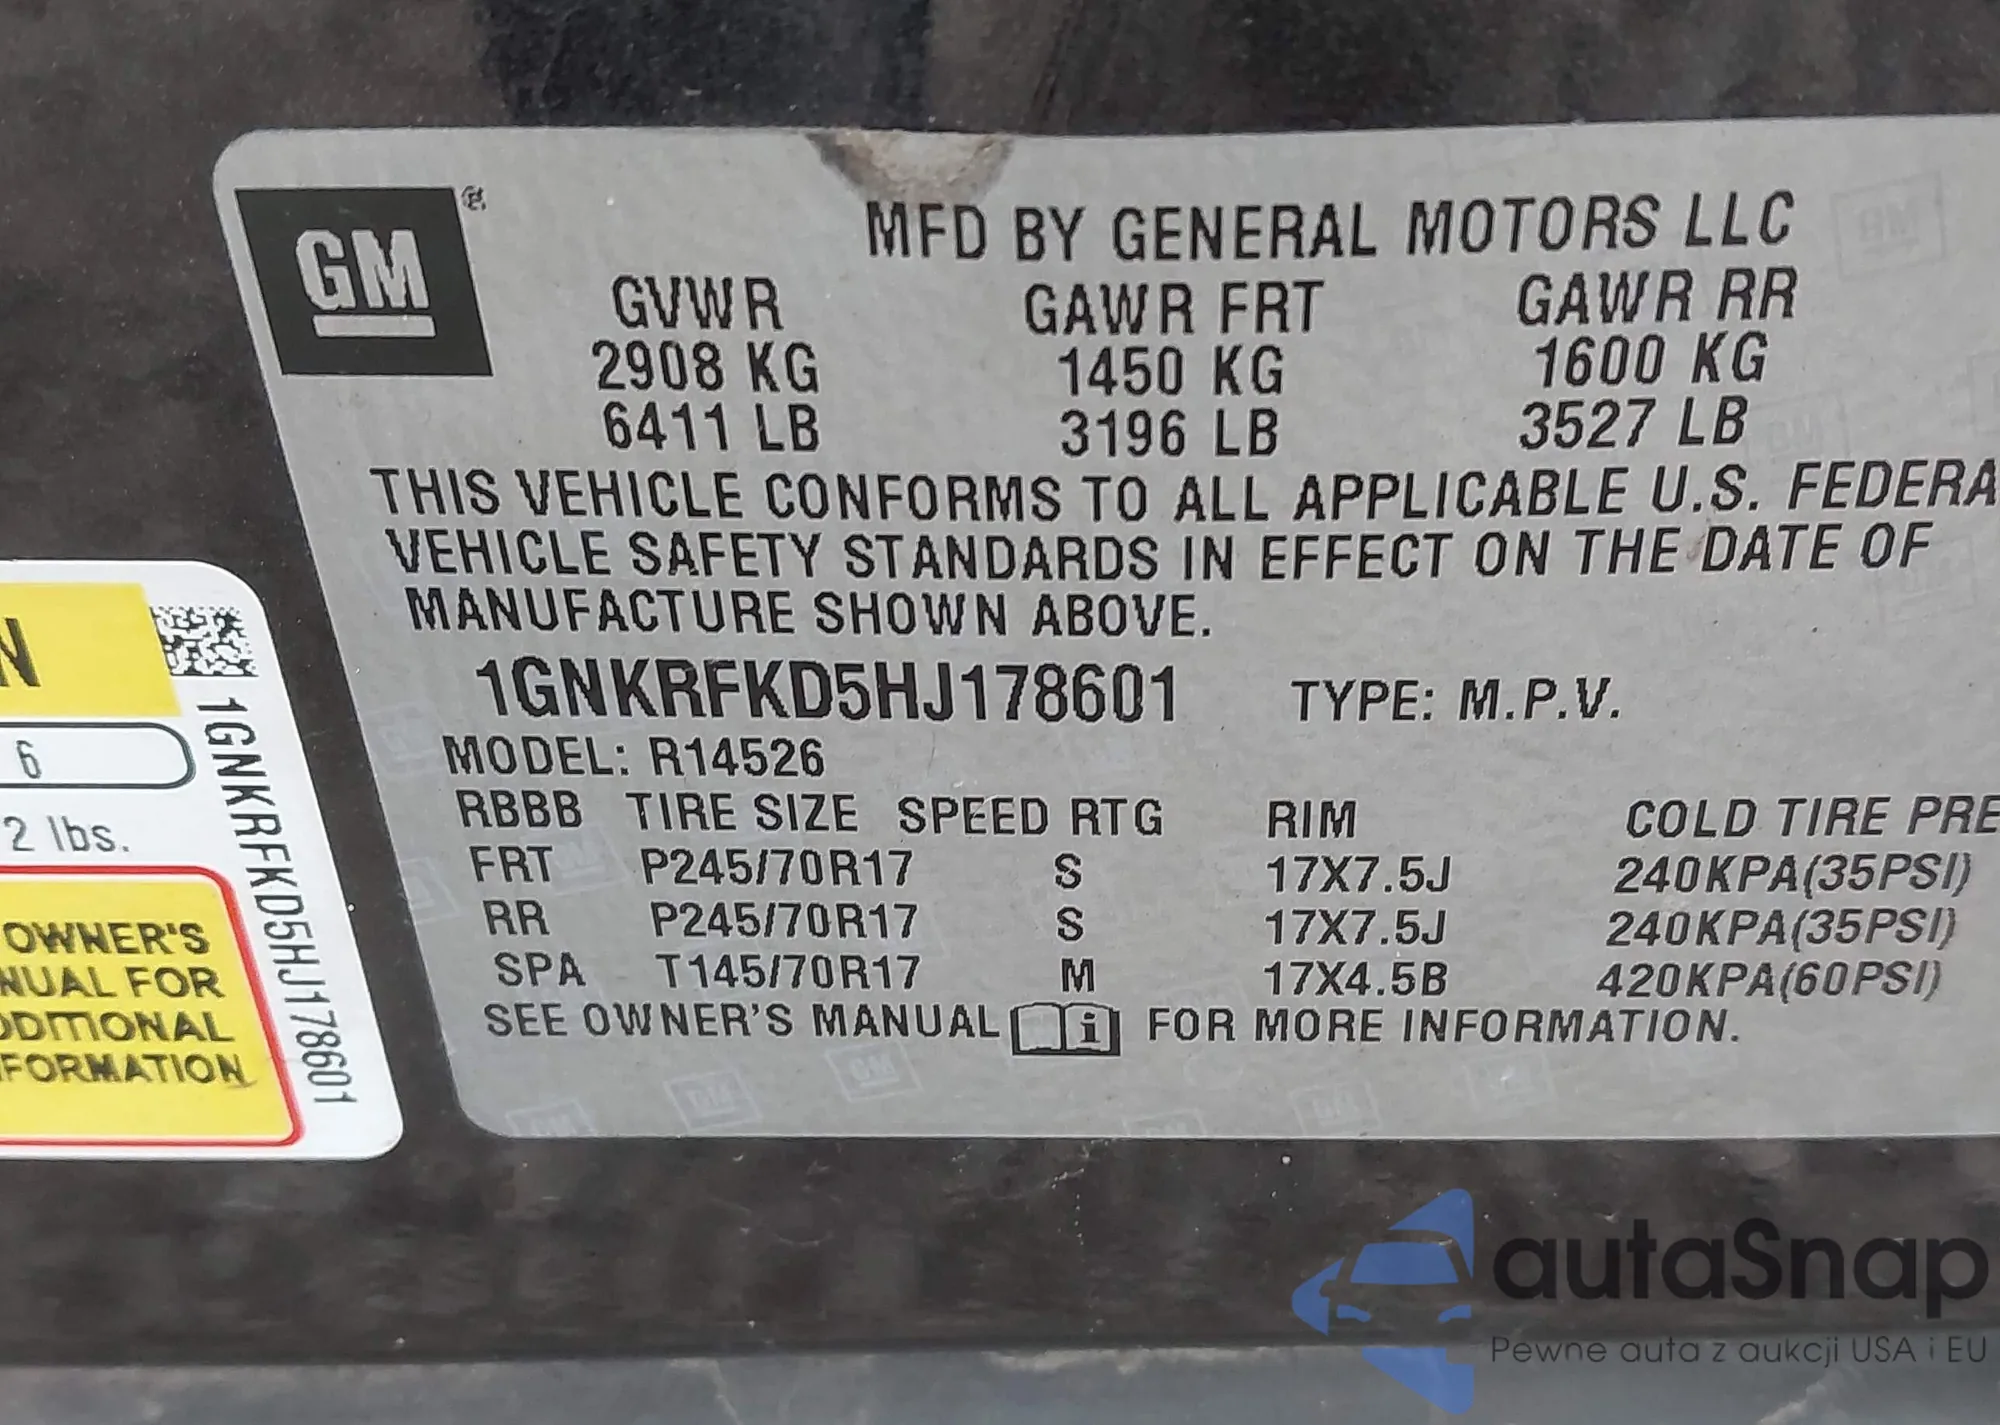 GM
MFD BY GENERAL MOTORS LLC
GVWR GAWR FRT GAWR RR
2908 KG 1450 KG 1600 KG
6411 LB 3196 LB 3527 LB
THIS VEHICLE CONFORMS TO ALL APPLICABLE U.S. FEDERA
VEHICLE SAFETY STANDARDS IN EFFECT ON THE DATE OF
MANUFACTURE SHOWN ABOVE.
1GNKRFKD5HJ178601 TYPE: M.P.V.
MODEL: R14526
RBBB TIRE SIZE SPEED RTG RIM COLD TIRE PRE
FRT P245/70R17 S 17X7.5J 240KPA(35PSI)
RR P245/70R17 S 17X7.5J 240KPA(35PSI)
SPA T145/70R17 M 17X4.5B 420KPA(60PSI)
SEE OWNER'S MANUAL i FOR MORE INFORMATION.
N
6
2 lbs.
OWNER'S
NUAL FOR
DDITIONAL
FORMATION
1GNKRFKD5HJ178601
autaSnap
Pewne auta z aukcji USA i EU